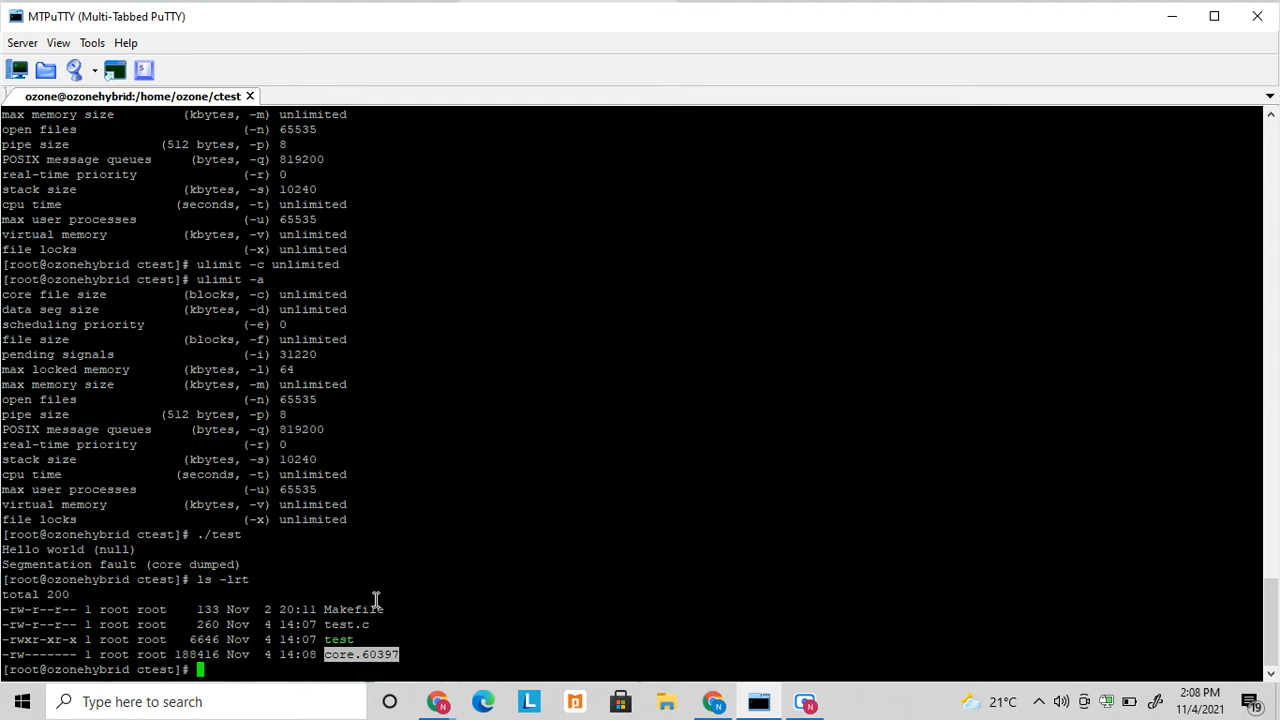 MTPuTTY (Multi-Tabbed PuTTY)
Server View Tools Help
ozone@ozonehybrid:/home/ozone/ctest
max memory size (kbytes, -m) unlimited
open files (-n) 65535
pipe size (512 bytes, -p) 8
POSIX message queues (bytes, -q) 819200
real-time priority (-r) 0
stack size (kbytes, -s) 10240
cpu time (seconds, -t) unlimited
max user processes (-u) 65535
virtual memory (kbytes, -v) unlimited
file locks (-x) unlimited
[root@ozonehybrid ctest]# ulimit -c unlimited
[root@ozonehybrid ctest]# ulimit -a
core file size (blocks, -c) unlimited
data seg size (kbytes, -d) unlimited
scheduling priority (-e) 0
file size (blocks, -f) unlimited
pending signals (-i) 31220
max locked memory (kbytes, -l) 64
max memory size (kbytes, -m) unlimited
open files (-n) 65535
pipe size (512 bytes, -p) 8
POSIX message queues (bytes, -q) 819200
real-time priority (-r) 0
stack size (kbytes, -s) 10240
cpu time (seconds, -t) unlimited
max user processes (-u) 65535
virtual memory (kbytes, -v) unlimited
file locks (-x) unlimited
[root@ozonehybrid ctest]# ./test
Hello world (null)
Segmentation fault (core dumped)
[root@ozonehybrid ctest]# ls -lrt
total 200
-rw-r--r-- 1 root root 133 Nov 2 20:11 Makefile
-rw-r--r-- 1 root root 260 Nov 4 14:07 test.c
-rwxr-xr-x 1 root root 6646 Nov 4 14:07 test
-rw------- 1 root root 188416 Nov 4 14:08 core.60397
[root@ozonehybrid ctest]#
Type here to search
21°C
2:08 PM
11/4/2021
19